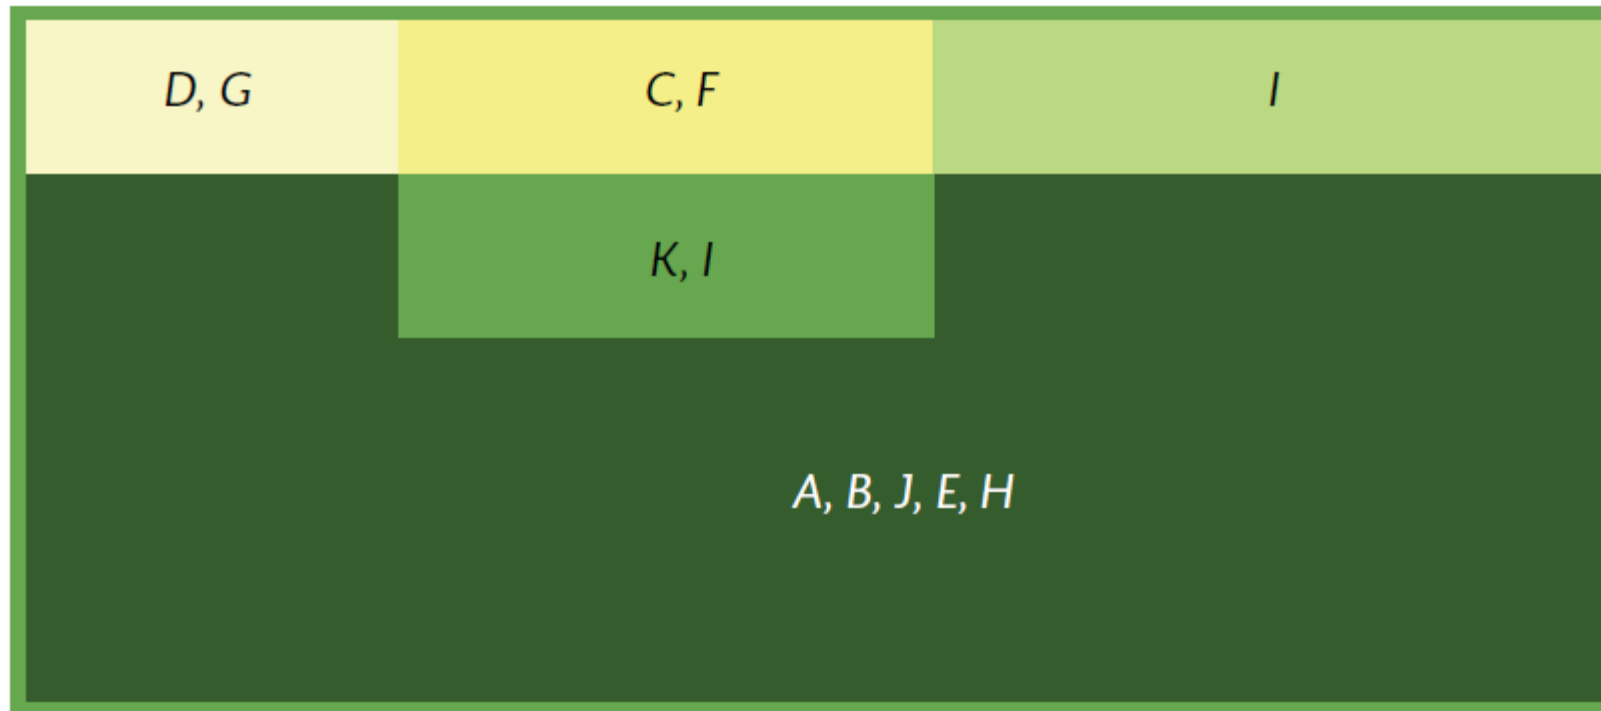 D, G
C, F
I
K, I
A, B, J, E, H